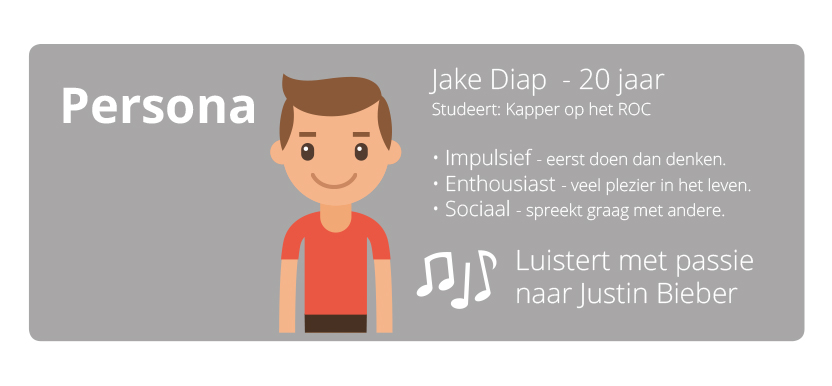 Persona
Jake Diap - 20 jaar
Studeert: Kapper op het ROC
• Impulsief - eerst doen dan denken.
• Enthousiast - veel plezier in het leven.
• Sociaal - spreekt graag met andere.
Luistert met passie
naar Justin Bieber